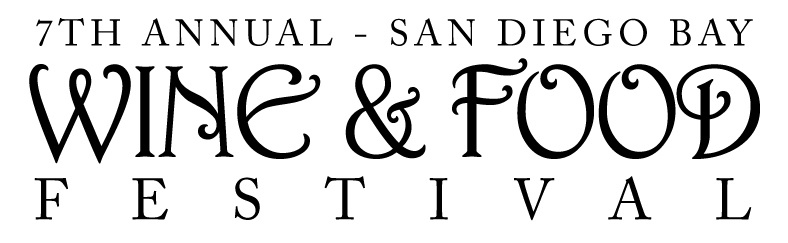 7TH ANNUAL - SAN DIEGO BAY
WINE & FOOD
FESTIVAL